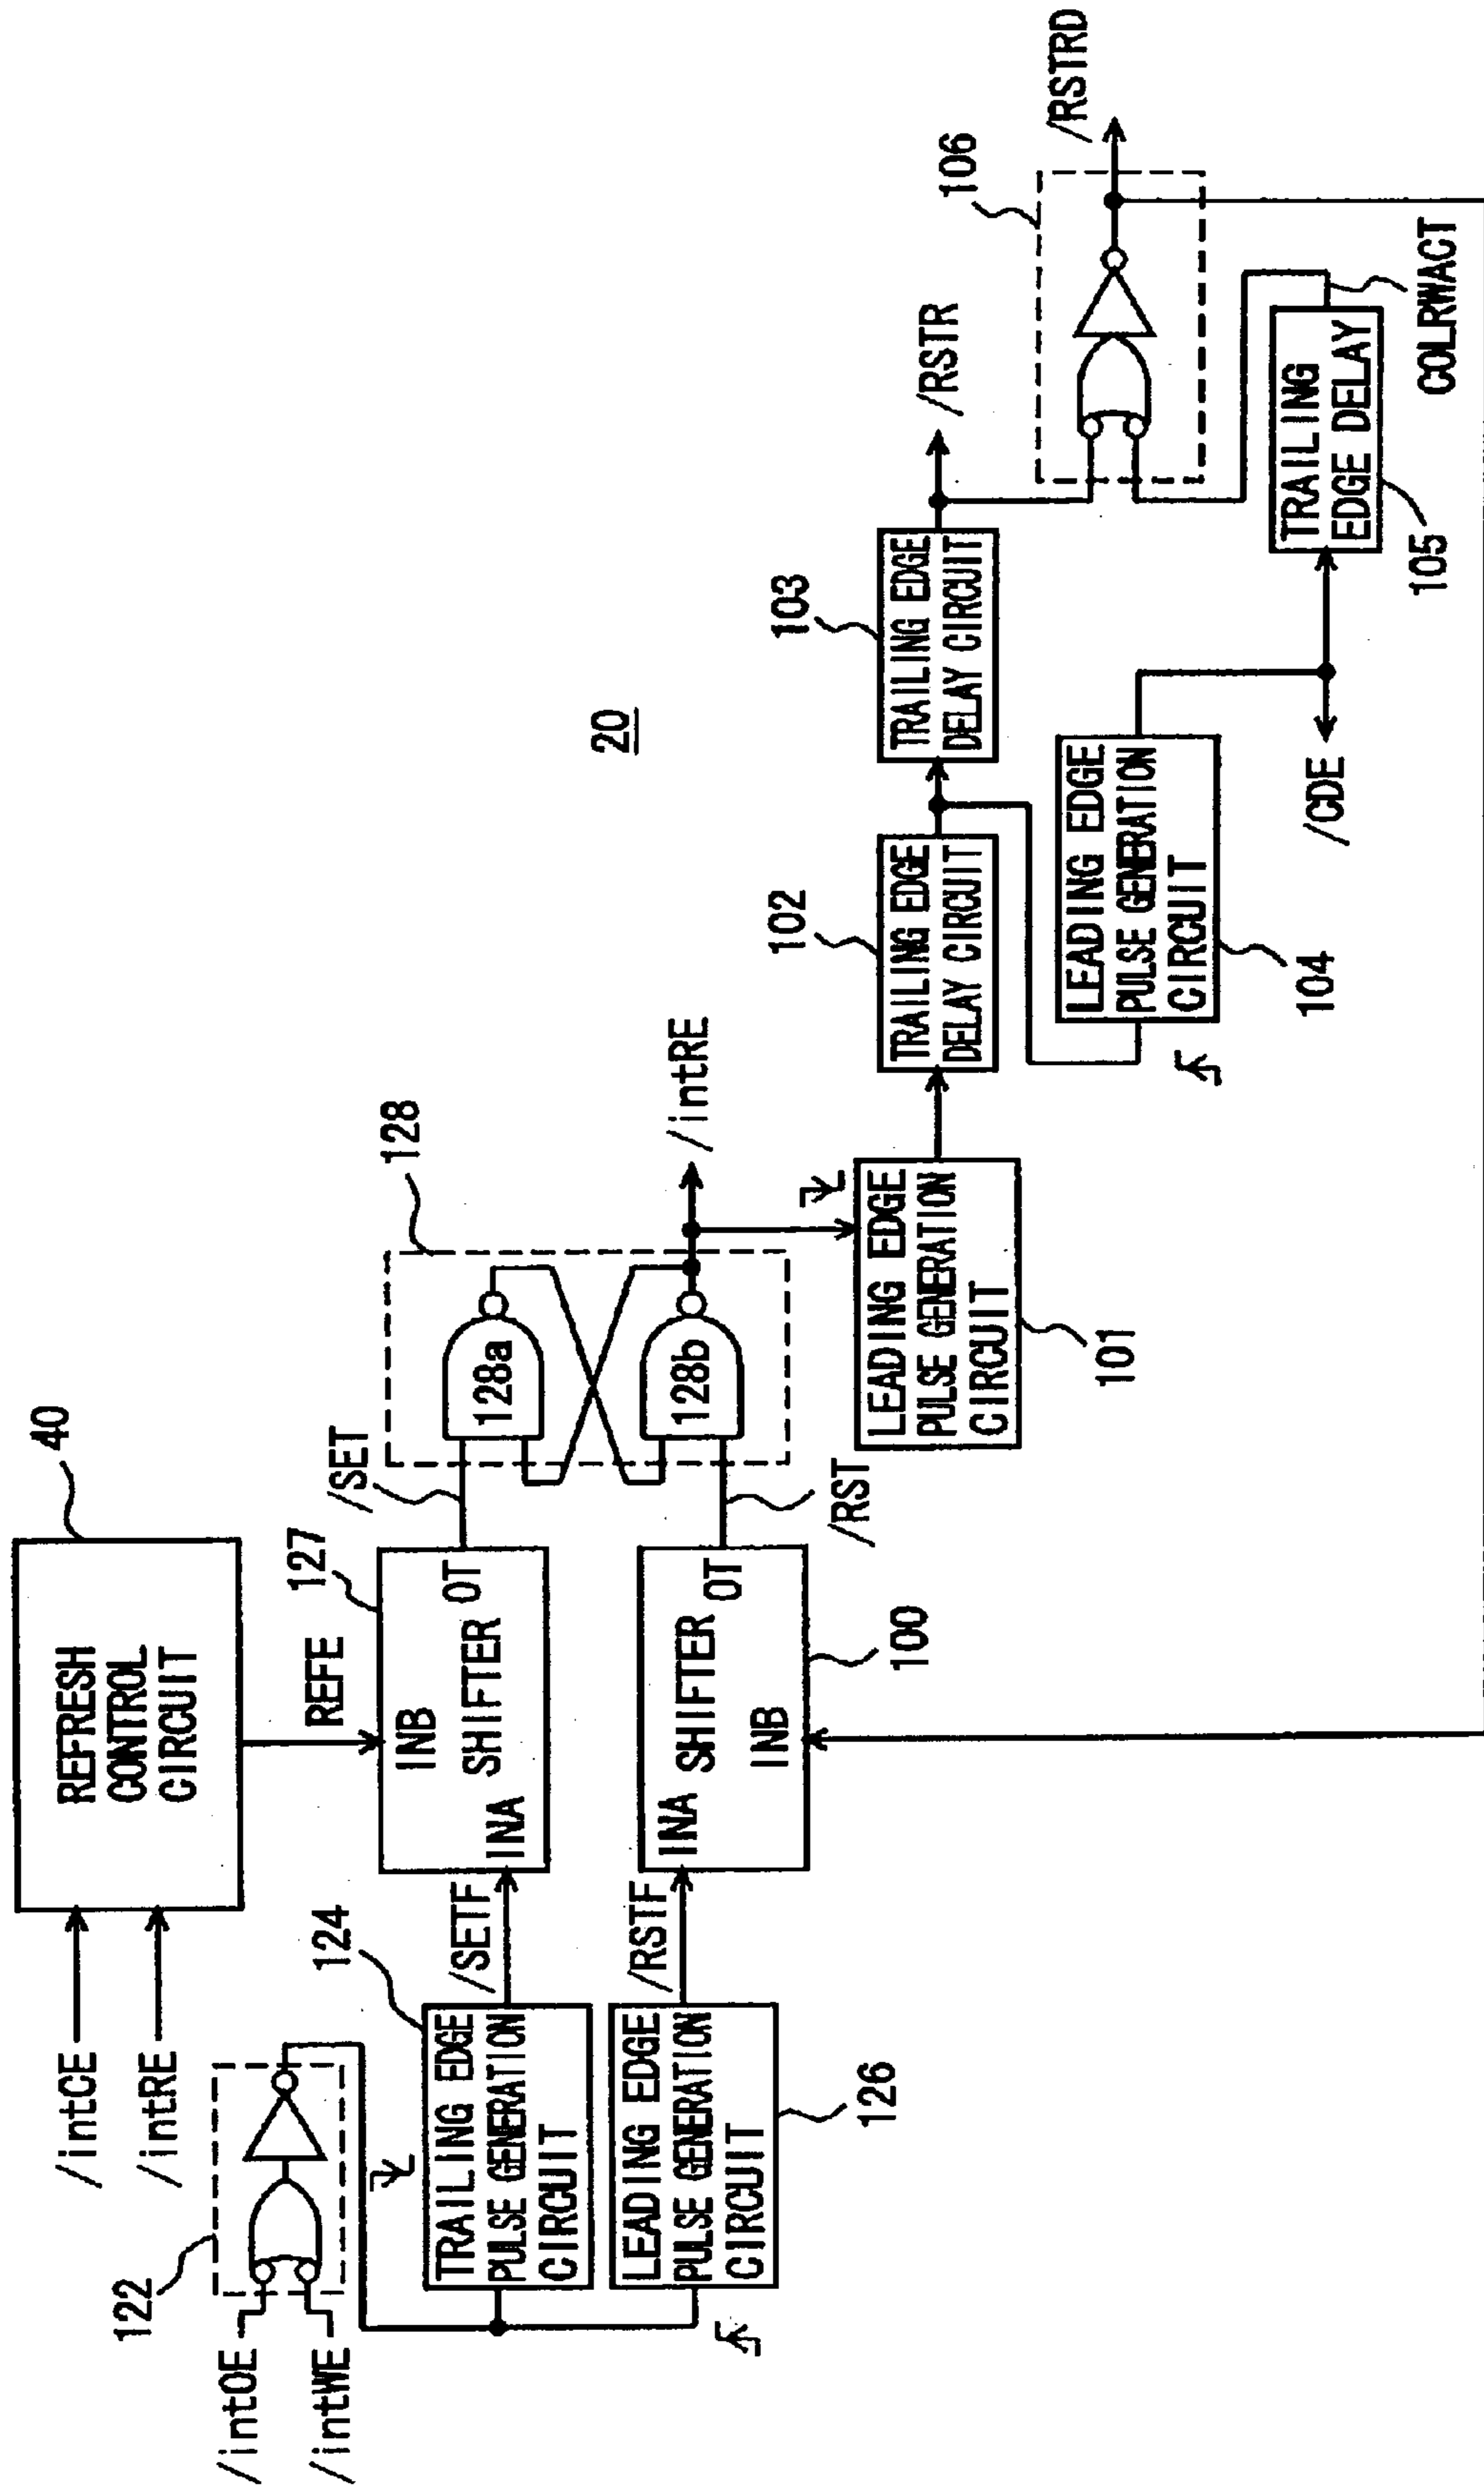 /intCE
/intRE
REFRESH
CONTROL
CIRCUIT
40
122
/intOE
/intWE
124
TRAILING EDGE
PULSE GENERATION
CIRCUIT
/SETF
REFE
127
INB
SHIFTER
INA
OT
/SET
128
128a
128b
/intRE
LEADING EDGE
PULSE GENERATION
CIRCUIT
126
/RSTF
INA
SHIFTER
OT
INB
100
/RST
LEADING EDGE
PULSE GENERATION
CIRCUIT
101
20
102
TRAILING EDGE
DELAY CIRCUIT
103
TRAILING EDGE
DELAY CIRCUIT
/RSTR
LEADING EDGE
PULSE GENERATION
CIRCUIT
104
/CDE
TRAILING
EDGE DELAY
105
COLRWACT
106
/RSTRD